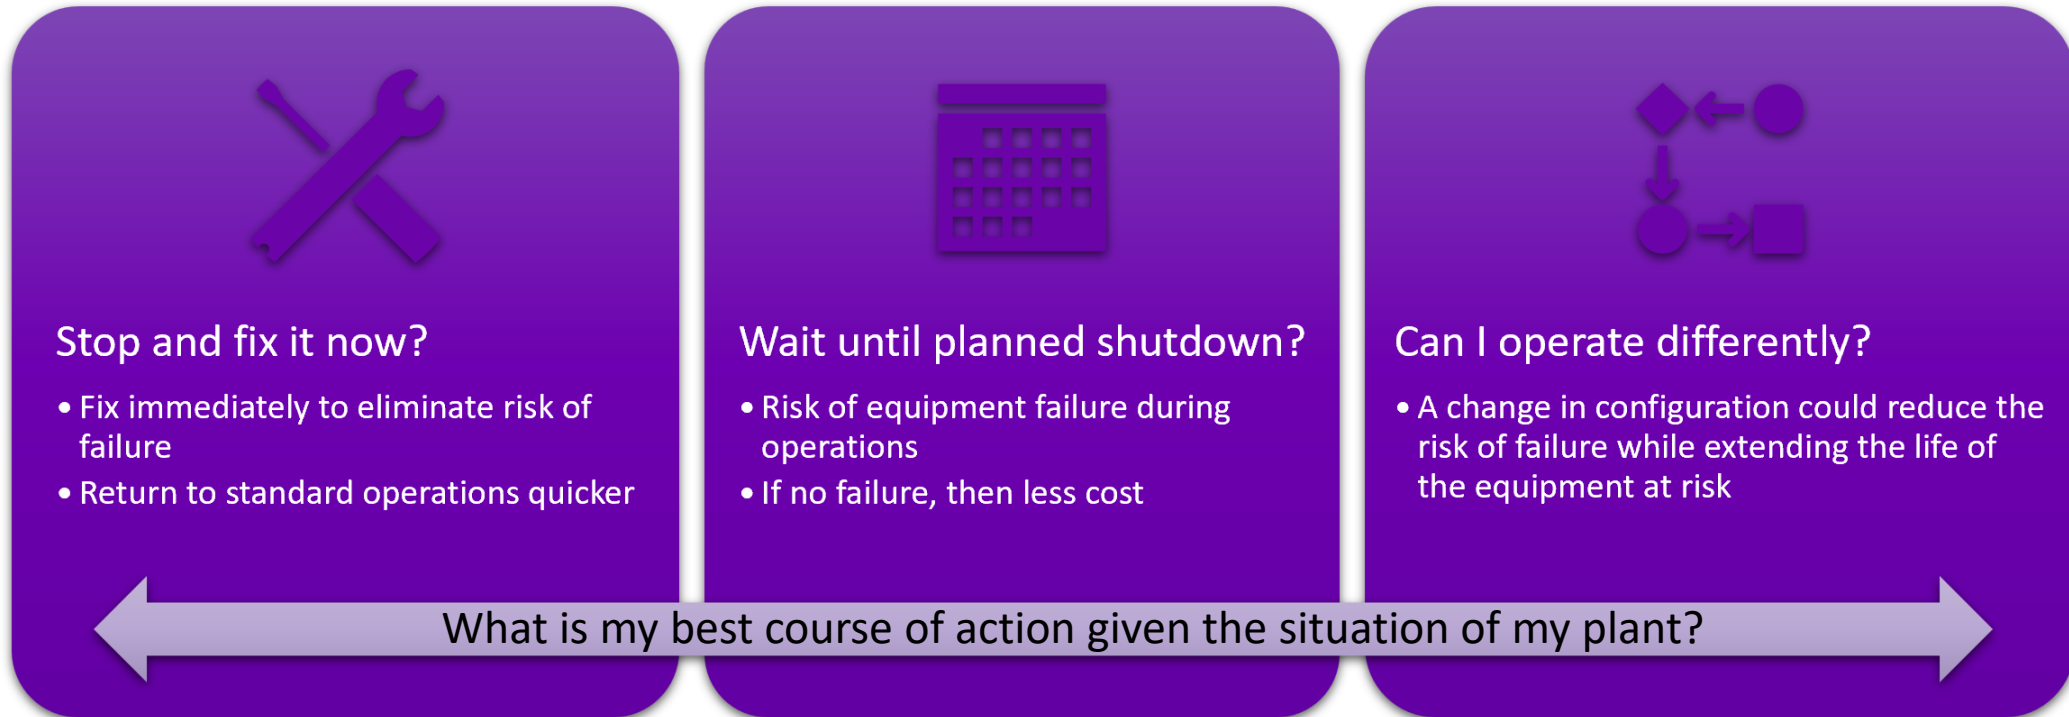 Stop and fix it now?
• Fix immediately to eliminate risk of
failure
• Return to standard operations quicker
Wait until planned shutdown?
• Risk of equipment failure during
operations
• If no failure, then less cost
Can I operate differently?
• A change in configuration could reduce the
risk of failure while extending the life of
the equipment at risk
What is my best course of action given the situation of my plant?